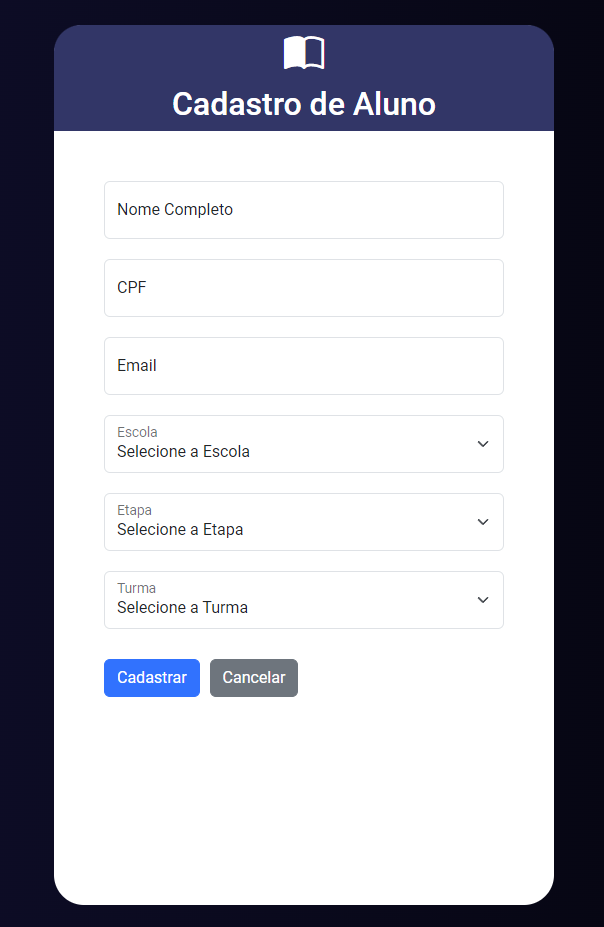 Cadastro de Aluno
Nome Completo
CPF
Email
Escola
Selecione a Escola
Etapa
Selecione a Etapa
Turma
Selecione a Turma
Cadastrar Cancelar